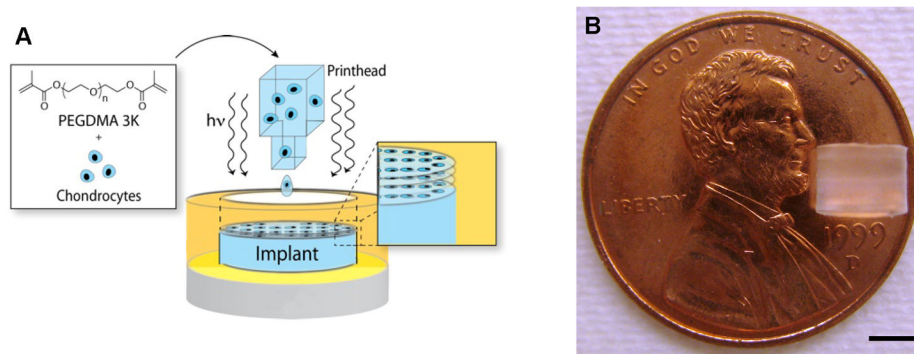 A
O
O
n
O
O
PEGDMA 3K
+
Chondrocytes
hν
Printhead
Implant
B
IN GOD WE TRUST
LIBERTY
1999
D